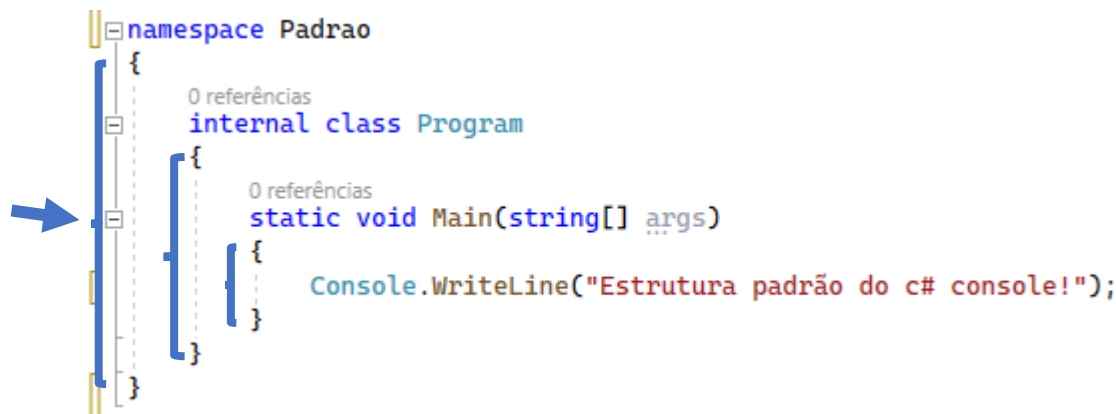 namespace Padrao
{
0 referências
internal class Program
{
0 referências
static void Main(string[] args)
{
Console.WriteLine("Estrutura padrão do c# console!");
}
}
}